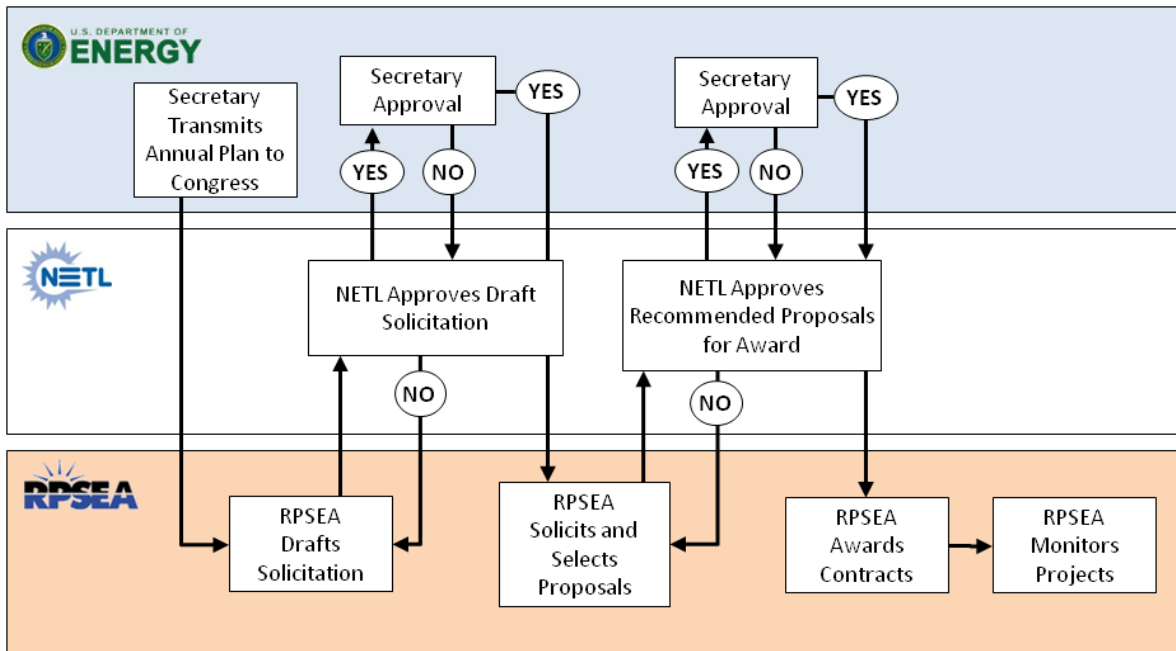 U.S. DEPARTMENT OF
ENERGY
Secretary
Transmits
Annual Plan to
Congress
Secretary
Approval
YES
YES
NO
Secretary
Approval
YES
YES
NO
NETL
NETL Approves Draft
Solicitation
NO
NETL Approves
Recommended Proposals
for Award
NO
RPSEA
RPSEA
Drafts
Solicitation
RPSEA
Solicits and
Selects
Proposals
RPSEA
Awards
Contracts
RPSEA
Monitors
Projects